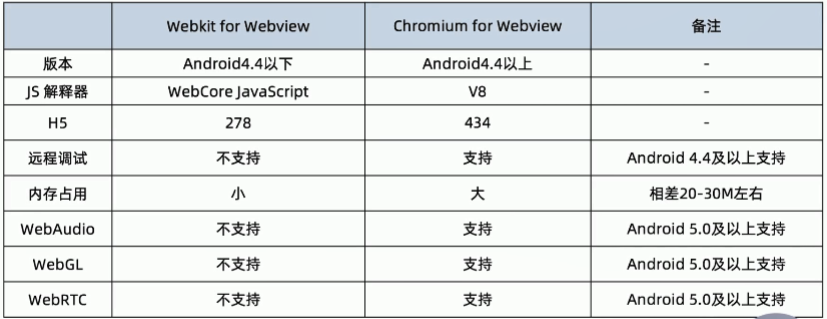 Webkit for Webview Chromium for Webview 备注
版本 Android4.4以下 Android4.4以上 -
JS 解释器 WebCore JavaScript V8 -
H5 278 434 -
远程调试 不支持 支持 Android 4.4及以上支持
内存占用 小 大 相差20-30M左右
WebAudio 不支持 支持 Android 5.0及以上支持
WebGL 不支持 支持 Android 5.0及以上支持
WebRTC 不支持 支持 Android 5.0及以上支持